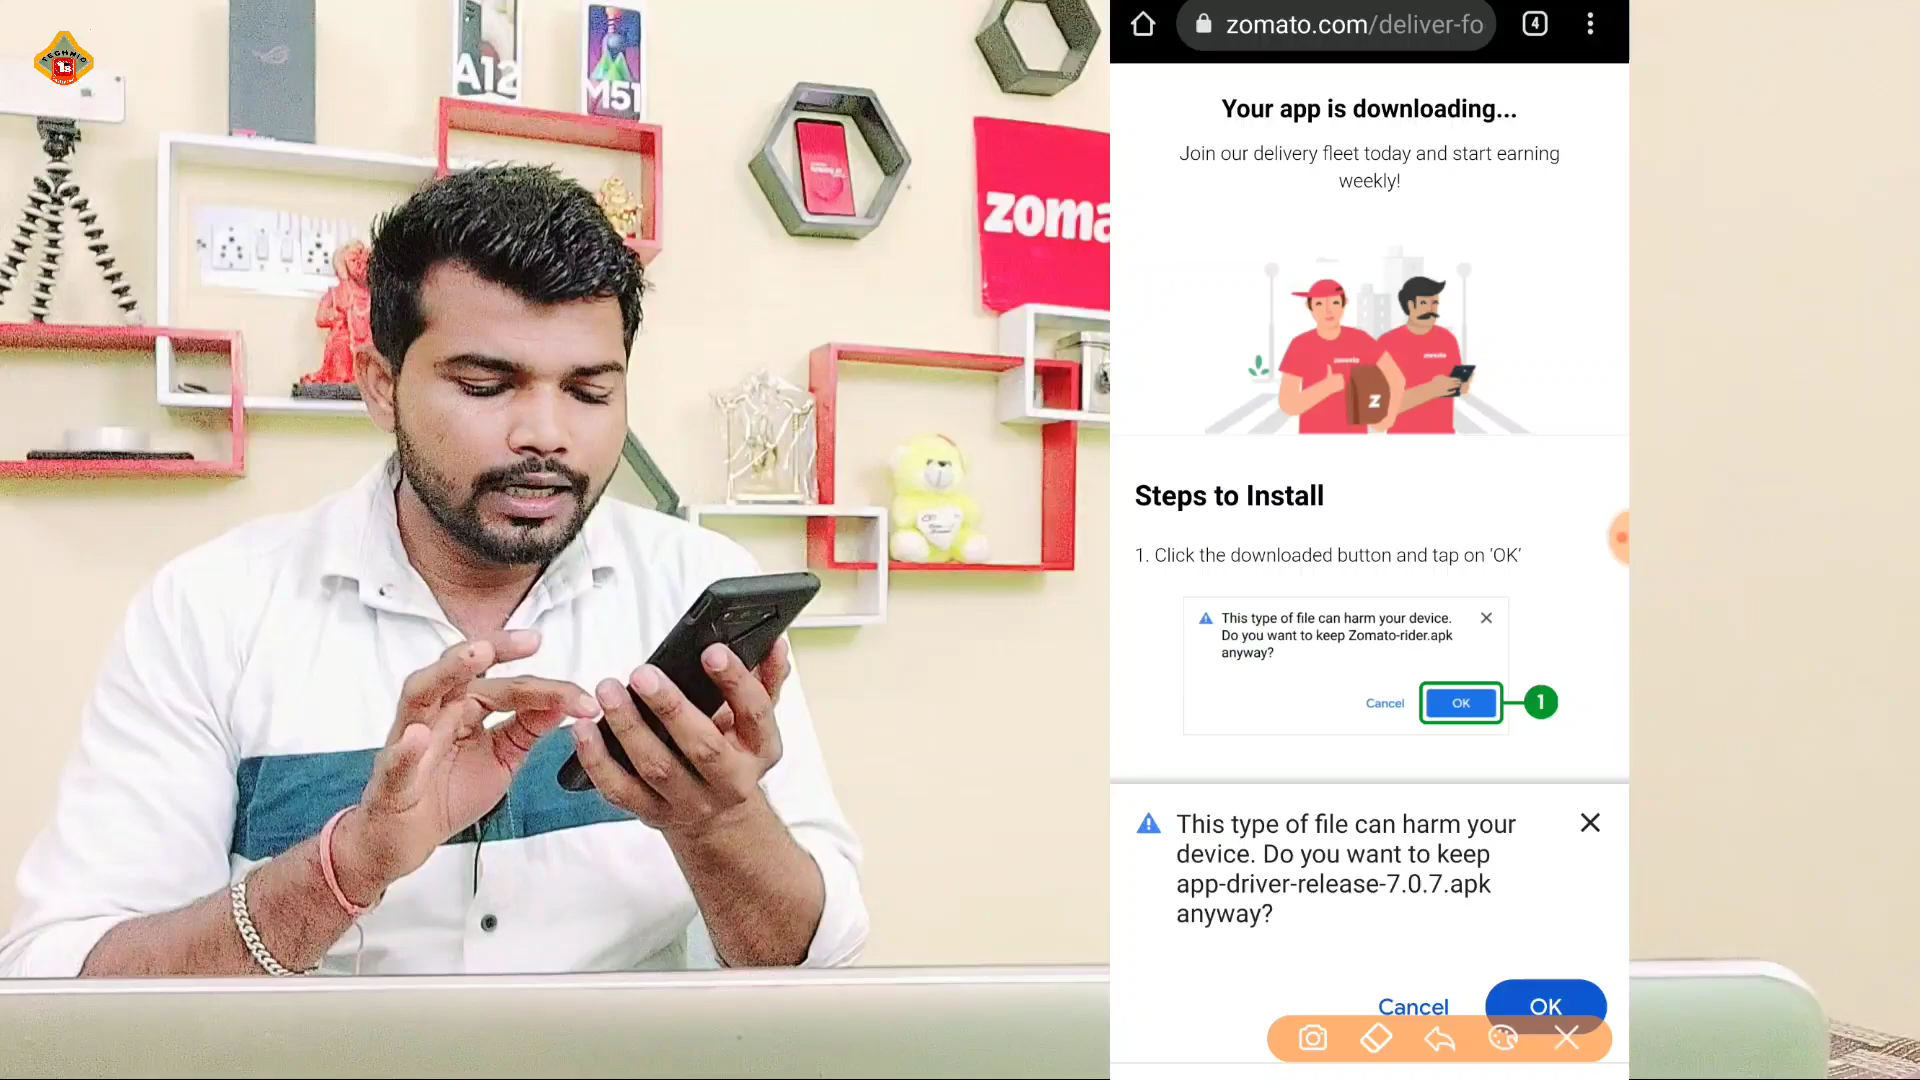 TECHNO
A12
M51
zoma
4
zomato.com/deliver-fo
Your app is downloading...
Join our delivery fleet today and start earning
weekly!
zomato
zomato
Z
Steps to Install
1. Click the downloaded button and tap on ‘OK’
This type of file can harm your device.
Do you want to keep Zomato-rider.apk
anyway?
Cancel
OK
1
This type of file can harm your
device. Do you want to keep
app-driver-release-7.0.7.apk
anyway?
Cancel
OK